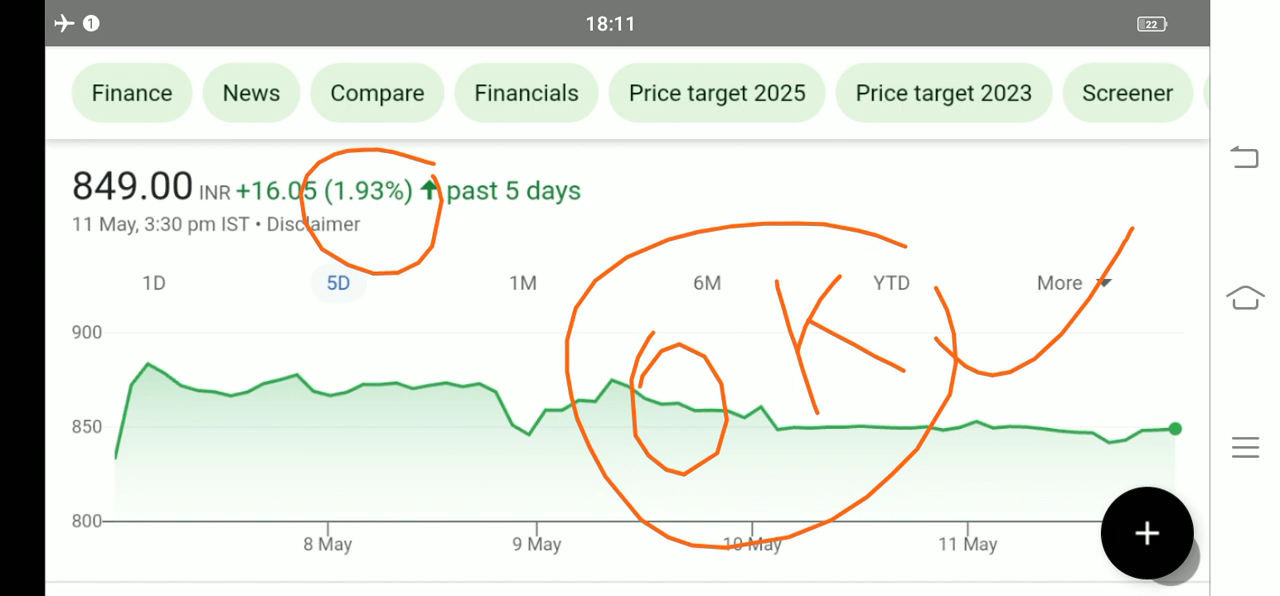 1 18:11 22
Finance News Compare Financials Price target 2025 Price target 2023 Screener
849.00 INR +16.05 (1.93%) ↑ past 5 days
11 May, 3:30 pm IST • Disclaimer
1D 5D 1M 6M YTD More
OK
900
850
800
8 May 9 May 10 May 11 May
+